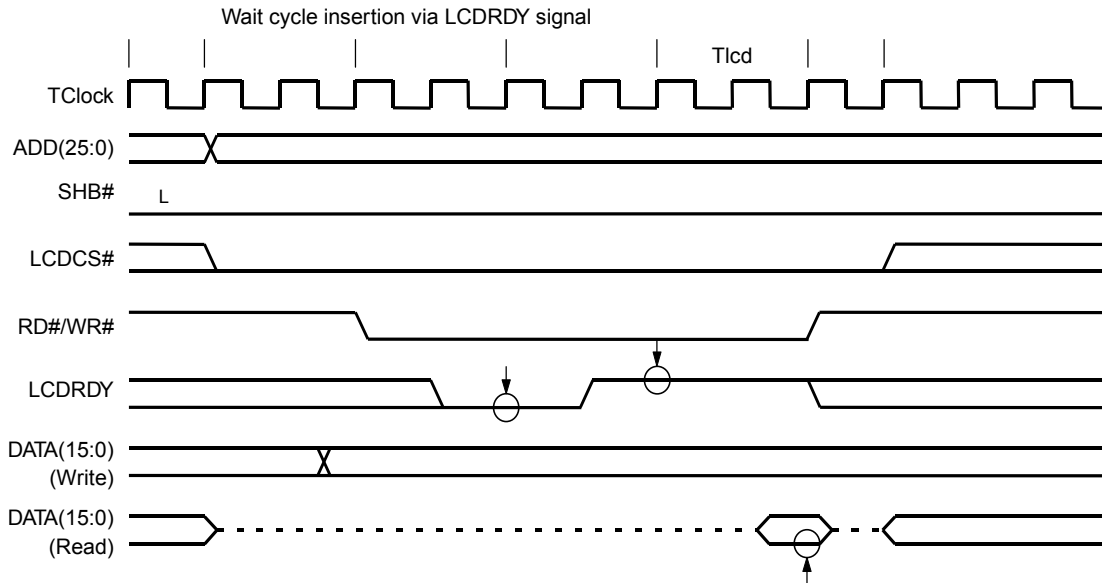 Wait cycle insertion via LCDRDY signal
Tlcd
TClock
ADD(25:0)
SHB#
L
LCDCS#
RD#/WR#
LCDRDY
DATA(15:0)
(Write)
DATA(15:0)
(Read)